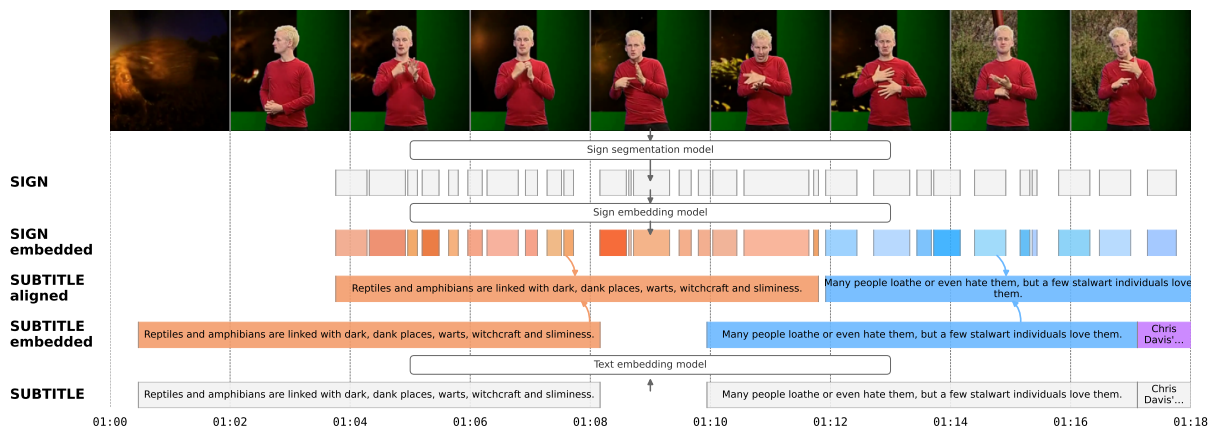 Sign segmentation model
SIGN
Sign embedding model
SIGN
embedded
SUBTITLE
aligned
Reptiles and amphibians are linked with dark, dank places, warts, witchcraft and sliminess.
Many people loathe or even hate them, but a few stalwart individuals love
them.
SUBTITLE
embedded
Reptiles and amphibians are linked with dark, dank places, warts, witchcraft and sliminess.
Many people loathe or even hate them, but a few stalwart individuals love them.
Chris
Davis'...
Text embedding model
SUBTITLE
Reptiles and amphibians are linked with dark, dank places, warts, witchcraft and sliminess.
Many people loathe or even hate them, but a few stalwart individuals love them.
Chris
Davis'...
01:00 01:02 01:04 01:06 01:08 01:10 01:12 01:14 01:16 01:18